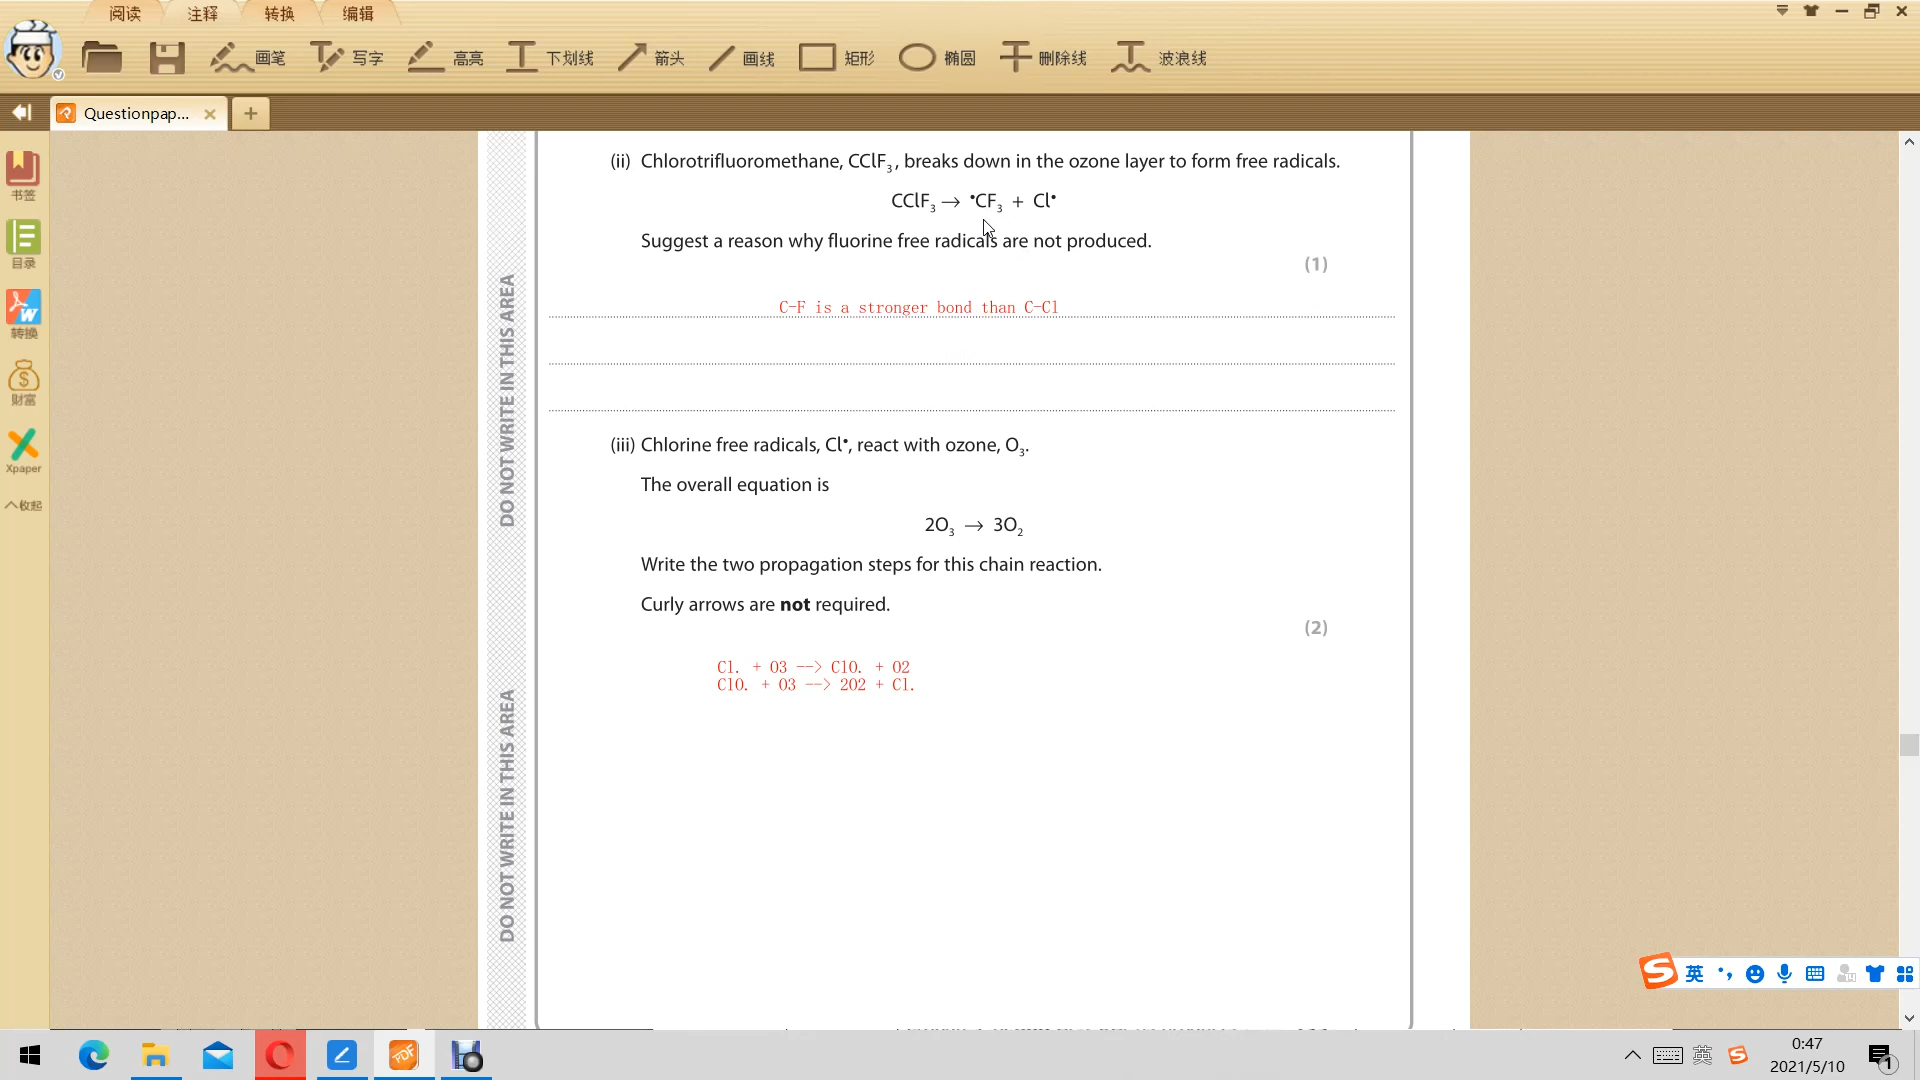 阅读 注释 转换 编辑
画笔 写字 高亮 下划线 箭头 画线 矩形 椭圆 删除线 波浪线
Questionpap...
书签
目录
转换
财富
Xpaper
收起
(ii) Chlorotrifluoromethane, CClF3, breaks down in the ozone layer to form free radicals.
CClF3 → •CF3 + Cl•
Suggest a reason why fluorine free radicals are not produced.
(1)
C-F is a stronger bond than C-Cl
(iii) Chlorine free radicals, Cl•, react with ozone, O3.
The overall equation is
2O3 → 3O2
Write the two propagation steps for this chain reaction.
Curly arrows are not required.
(2)
Cl. + O3 --> ClO. + O2
ClO. + O3 --> 2O2 + Cl.
DO NOT WRITE IN THIS AREA
DO NOT WRITE IN THIS AREA
英
PDF
英
0:47
2021/5/10
1